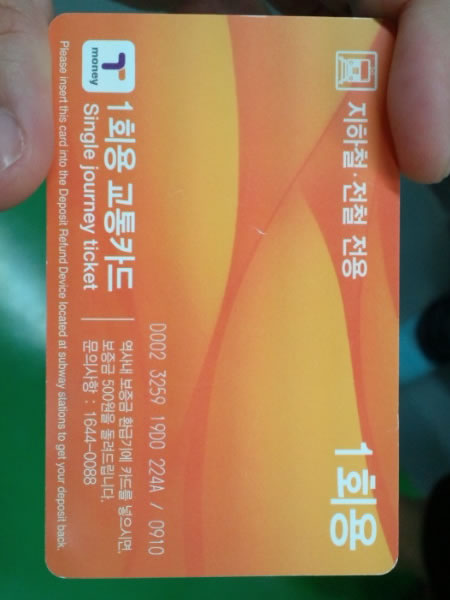 지하철·전철 전용
1회용
D002 3259 19D0 224A / 0910
T
money
1회용 교통카드
Single journey ticket
역사내 보증금 환급기에 카드를 넣으시면,
보증금 500원을 돌려드립니다.
문의사항 : 1644-0088
Please insert this card into the Deposit Refund Device located at subway stations to get your deposit back.